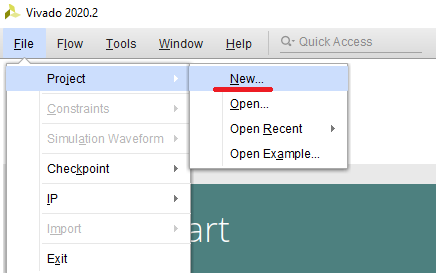 Vivado 2020.2
File Flow Tools Window Help Quick Access
Project
Constraints
Simulation Waveform
Checkpoint
IP
Import
Exit
New...
Open...
Open Recent
Open Example...
art